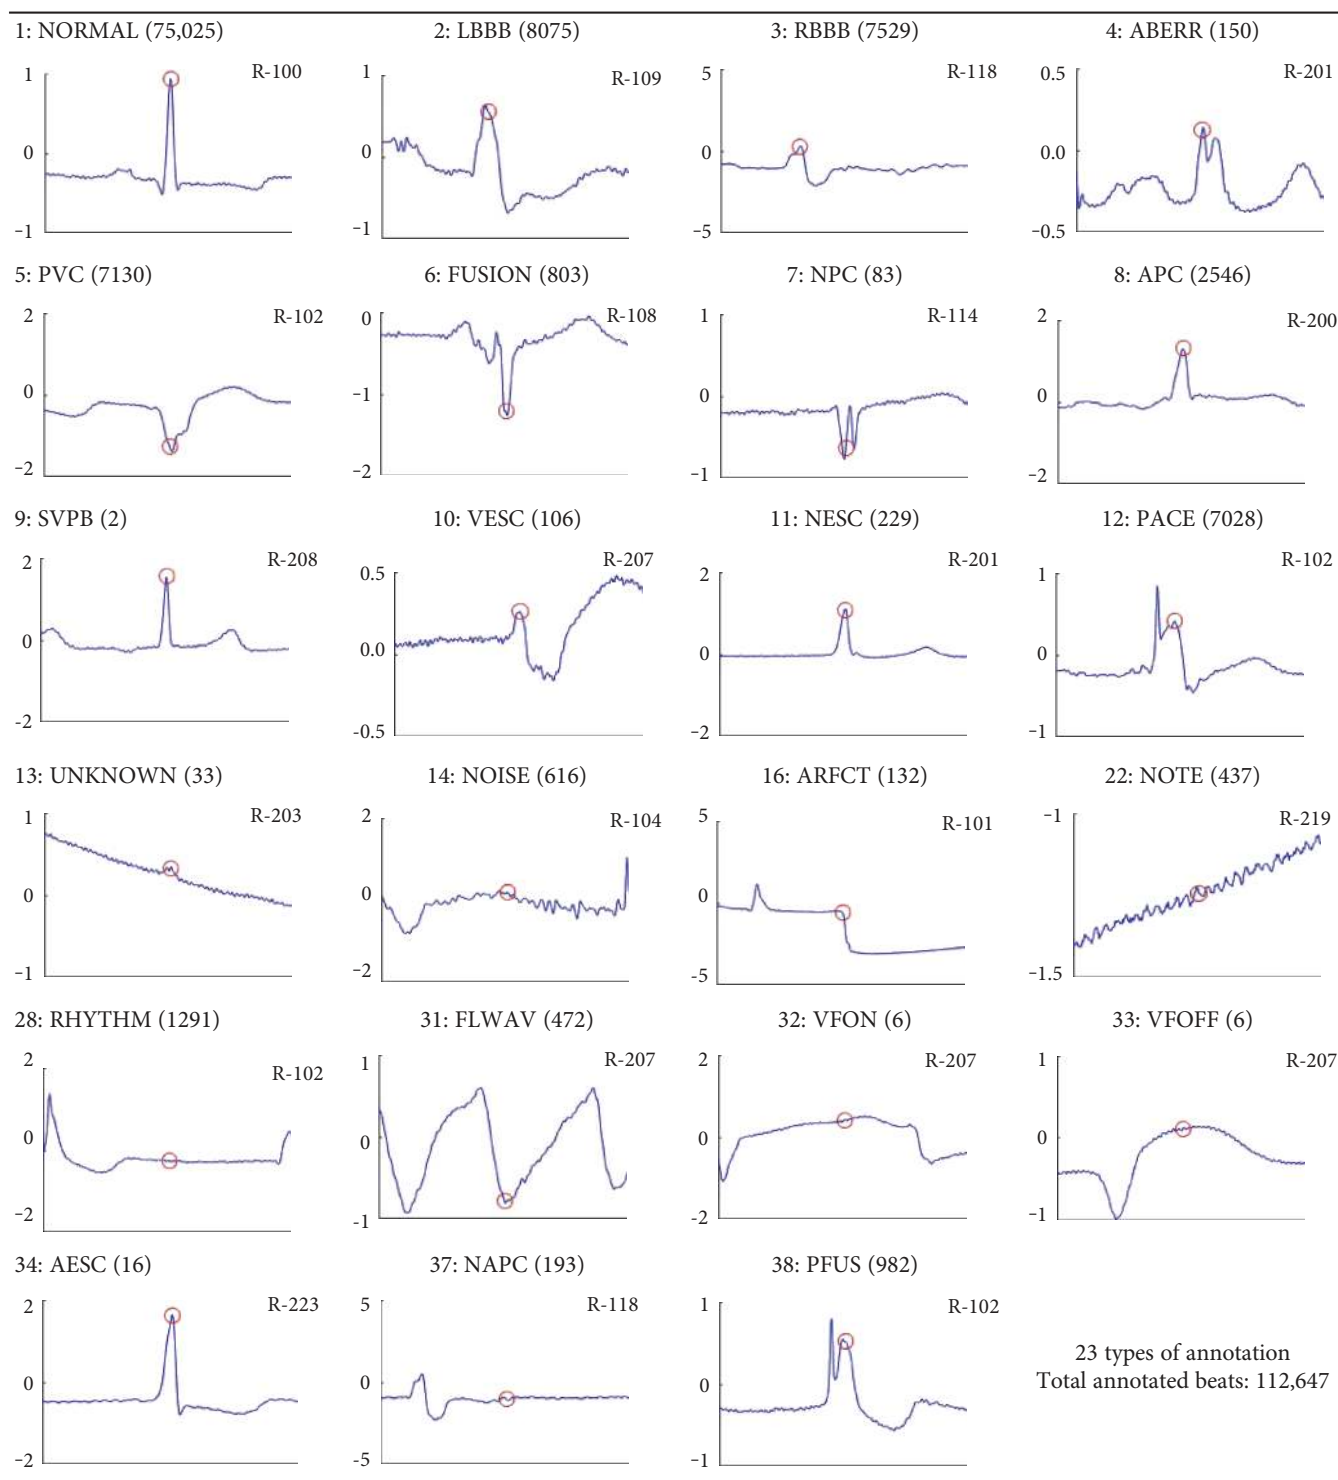 1: NORMAL (75,025)
2: LBBB (8075)
3: RBBB (7529)
4: ABERR (150)
1
0
−1
R-100
1
0
−1
R-109
5
0
−5
R-118
0.5
0.0
−0.5
R-201
5: PVC (7130)
6: FUSION (803)
7: NPC (83)
8: APC (2546)
2
0
−2
R-102
0
−1
−2
R-108
1
0
−1
R-114
2
0
−2
R-200
9: SVPB (2)
10: VESC (106)
11: NESC (229)
12: PACE (7028)
2
0
-2
R-208
0.5
0.0
-0.5
R-207
2
0
−2
R-201
1
0
−1
R-102
13: UNKNOWN (33)
14: NOISE (616)
16: ARFCT (132)
22: NOTE (437)
1
0
−1
R-203
2
0
−2
R-104
5
0
−5
R-101
−1
−1.5
R-219
28: RHYTHM (1291)
31: FLWAV (472)
32: VFON (6)
33: VFOFF (6)
2
0
−2
R-102
1
0
−1
R-207
2
0
−2
R-207
1
0
−1
R-207
34: AESC (16)
37: NAPC (193)
38: PFUS (982)
2
0
−2
R-223
5
0
−5
R-118
1
0
−1
R-102
23 types of annotation
Total annotated beats: 112,647